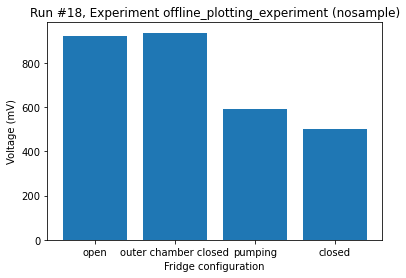 Run #18, Experiment offline_plotting_experiment (nosample)
Voltage (mV)
800
600
400
200
0
open
outer chamber closed
pumping
closed
Fridge configuration